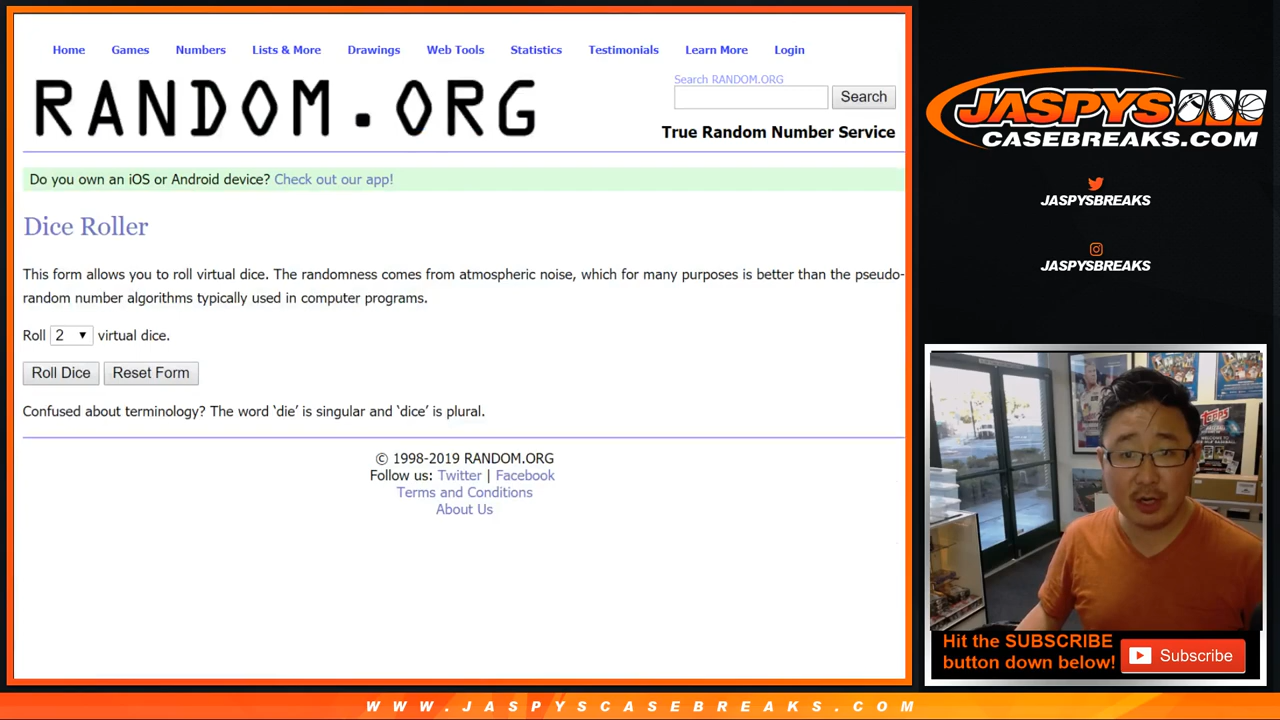 Home Games Numbers Lists & More Drawings Web Tools Statistics Testimonials Learn More Login
RANDOM.ORG
Search RANDOM.ORG
Search
True Random Number Service
Do you own an iOS or Android device? Check out our app!
Dice Roller
This form allows you to roll virtual dice. The randomness comes from atmospheric noise, which for many purposes is better than the pseudo-
random number algorithms typically used in computer programs.
Roll 2 virtual dice.
Roll Dice Reset Form
Confused about terminology? The word ‘die’ is singular and ‘dice’ is plural.
© 1998-2019 RANDOM.ORG
Follow us: Twitter | Facebook
Terms and Conditions
About Us
JASPYS
CASEBREAKS.COM
JASPYSBREAKS
JASPYSBREAKS
topps
WELCOME TO
Hit the SUBSCRIBE
button down below!
Subscribe
WWW.JASPYSCASEBREAKS.COM